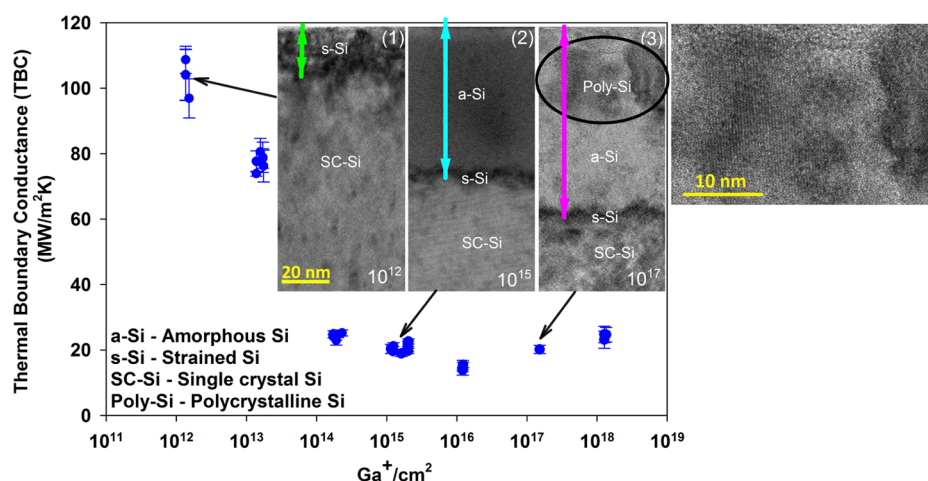 Thermal Boundary Conductance (TBC)
(MW/m²K)
120
100
80
60
40
20
0
(1)
s-Si
SC-Si
20 nm
10¹²
(2)
a-Si
s-Si
SC-Si
10¹⁵
(3)
Poly-Si
a-Si
s-Si
SC-Si
10¹⁷
10 nm
a-Si - Amorphous Si
s-Si - Strained Si
SC-Si - Single crystal Si
Poly-Si - Polycrystalline Si
10¹¹ 10¹² 10¹³ 10¹⁴ 10¹⁵ 10¹⁶ 10¹⁷ 10¹⁸ 10¹⁹
Ga⁺/cm²